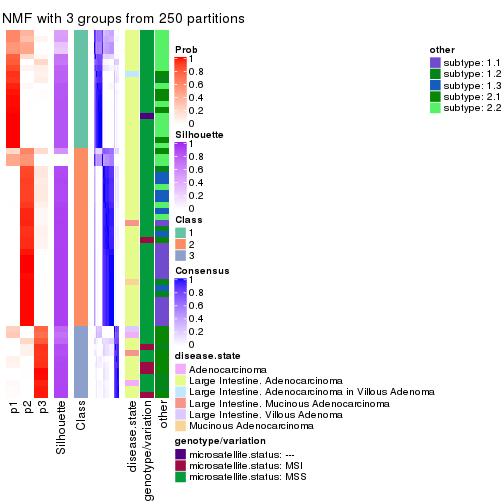 NMF with 3 groups from 250 partitions
Prob
1
0.8
0.6
0.4
0.2
0
Silhouette
1
0.8
0.6
0.4
0.2
0
Class
1
2
3
Consensus
1
0.8
0.6
0.4
0.2
0
disease.state
Adenocarcinoma
Large Intestine. Adenocarcinoma
Large Intestine. Adenocarcinoma in Villous Adenoma
Large Intestine. Mucinous Adenocarcinoma
Large Intestine. Villous Adenoma
Mucinous Adenocarcinoma
genotype/variation
microsatellite.status: ---
microsatellite.status: MSI
microsatellite.status: MSS
other
subtype: 1.1
subtype: 1.2
subtype: 1.3
subtype: 2.1
subtype: 2.2
p1
p2
p3
Silhouette
Class
disease.state
genotype/variation
other